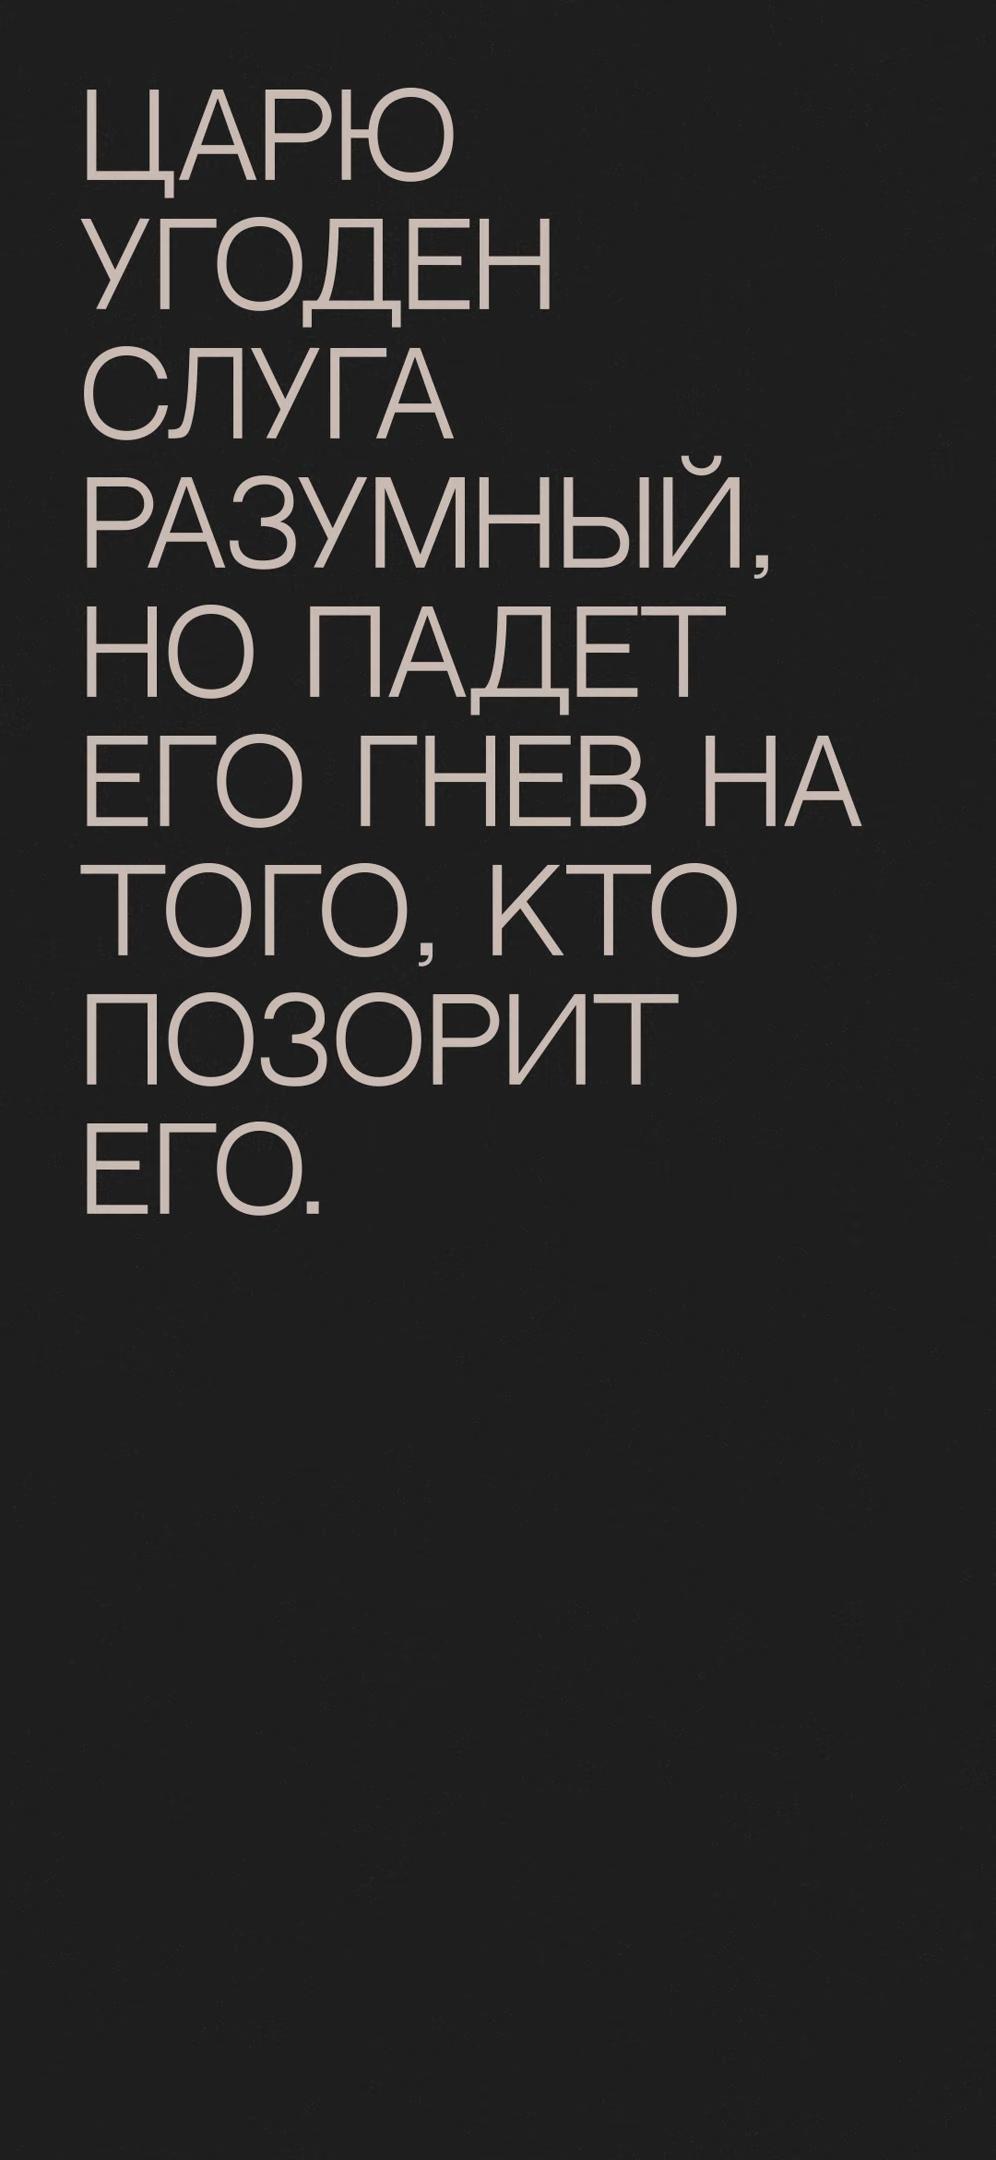 ЦАРЮ
УГОДЕН
СЛУГА
РАЗУМНЫЙ,
НО ПАДЕТ
ЕГО ГНЕВ НА
ТОГО, КТО
ПОЗОРИТ
ЕГО.